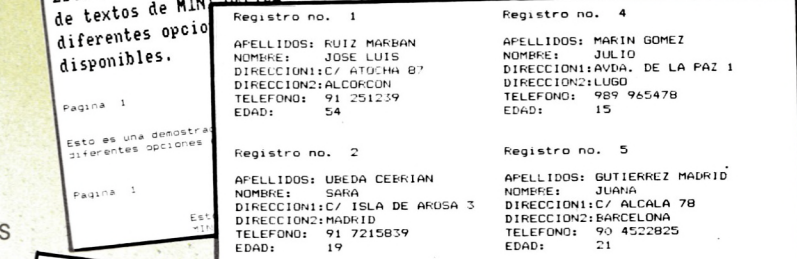 de textos de MIN
diferentes opcio
disponibles.
Pagina 1
Esto es una demostrac
diferentes opciones
Pagina 1
Est
MIN
S
Registro no. 1
APELLIDOS: RUIZ MARBAN
NOMBRE: JOSE LUIS
DIRECCION1:C/ ATOCHA 87
DIRECCION2:ALCORCON
TELEFONO: 91 251239
EDAD: 54
Registro no. 2
APELLIDOS: UBEDA CEBRIAN
NOMBRE: SARA
DIRECCION1:C/ ISLA DE AROSA 3
DIRECCION2:MADRID
TELEFONO: 91 7215839
EDAD: 19
Registro no. 4
APELLIDOS: MARIN GOMEZ
NOMBRE: JULIO
DIRECCION1:AVDA. DE LA PAZ 1
DIRECCION2:LUGO
TELEFONO: 989 965478
EDAD: 15
Registro no. 5
APELLIDOS: GUTIERREZ MADRID
NOMBRE: JUANA
DIRECCION1:C/ ALCALA 78
DIRECCION2:BARCELONA
TELEFONO: 90 4522825
EDAD: 21